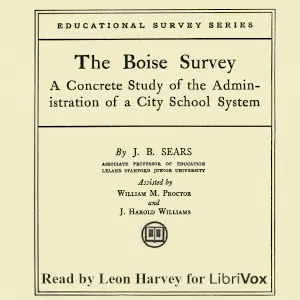 EDUCATIONAL SURVEY SERIES
The Boise Survey
A Concrete Study of the Admin-
istration of a City School System
By J. B. SEARS
ASSOCIATE PROFESSOR OF EDUCATION
LELAND STANFORD JUNIOR UNIVERSITY
Assisted by
WILLIAM M. PROCTOR
and
J. HAROLD WILLIAMS
Read by Leon Harvey for LibriVox